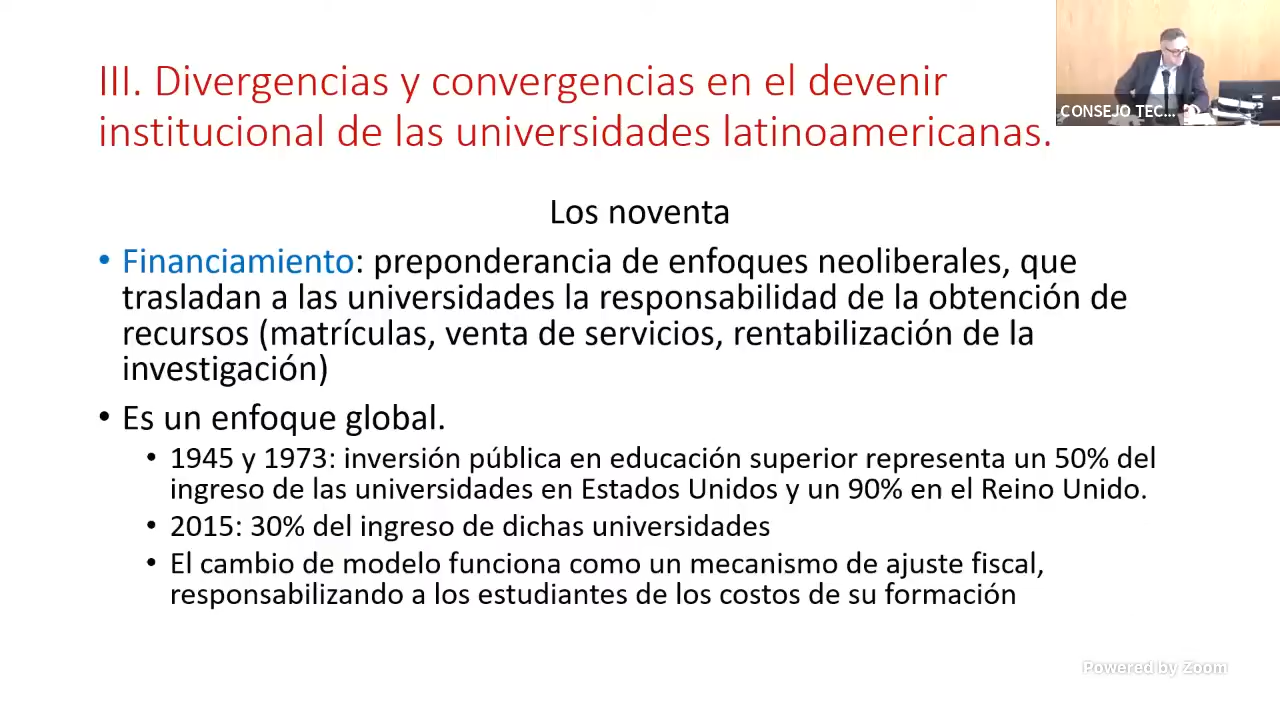 III. Divergencias y convergencias en el devenir
institucional de las universidades latinoamericanas.
CONSEJO TEC...
Los noventa
• Financiamiento: preponderancia de enfoques neoliberales, que
trasladan a las universidades la responsabilidad de la obtención de
recursos (matrículas, venta de servicios, rentabilización de la
investigación)
• Es un enfoque global.
• 1945 y 1973: inversión pública en educación superior representa un 50% del
ingreso de las universidades en Estados Unidos y un 90% en el Reino Unido.
• 2015: 30% del ingreso de dichas universidades
• El cambio de modelo funciona como un mecanismo de ajuste fiscal,
responsabilizando a los estudiantes de los costos de su formación
Powered by Zoom